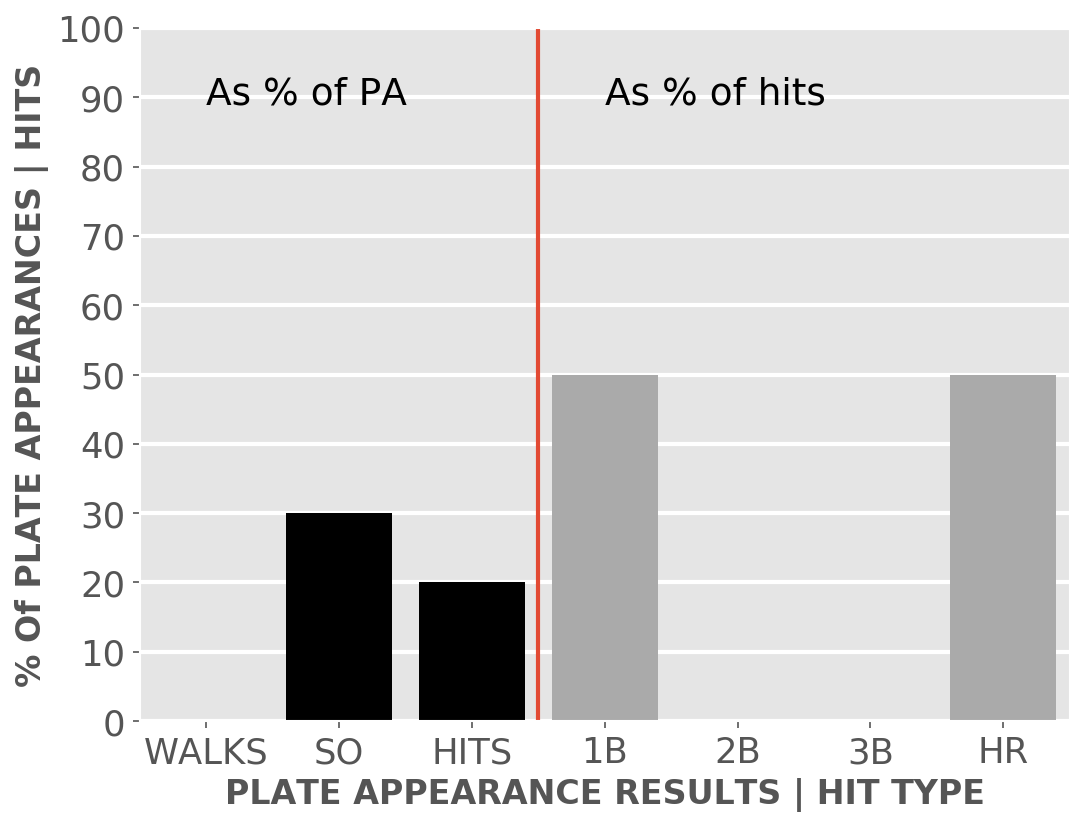 % Of PLATE APPEARANCES | HITS
100
90
80
70
60
50
40
30
20
10
0
As % of PA
As % of hits
WALKS SO HITS 1B 2B 3B HR
PLATE APPEARANCE RESULTS | HIT TYPE